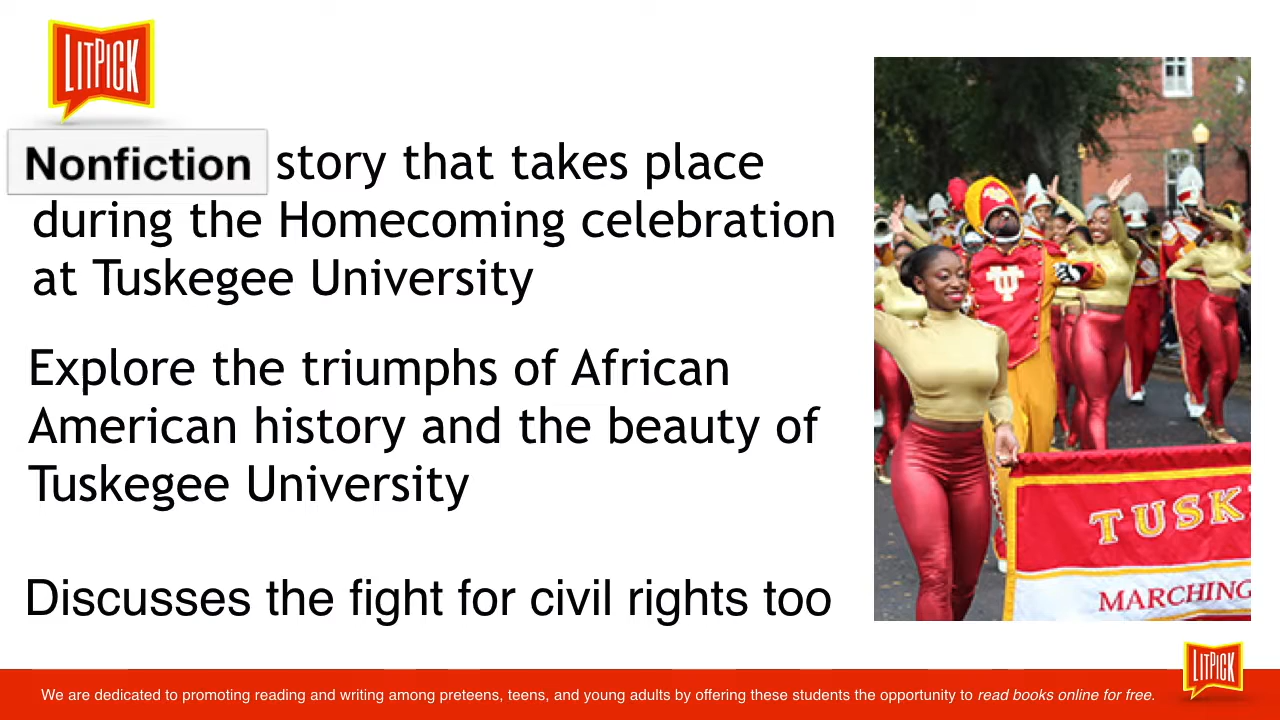 LITPICK
Nonfiction story that takes place
during the Homecoming celebration
at Tuskegee University
Explore the triumphs of African
American history and the beauty of
Tuskegee University
Discusses the fight for civil rights too
TU
TUSK
MARCHING
We are dedicated to promoting reading and writing among preteens, teens, and young adults by offering these students the opportunity to read books online for free.
LITPICK